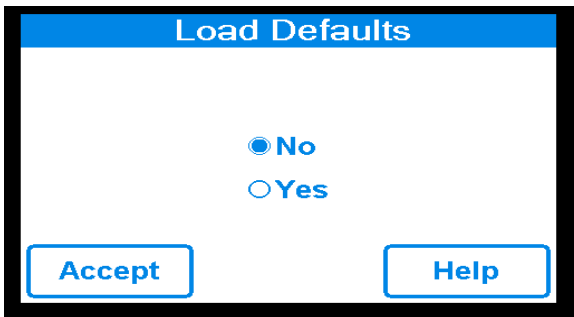 Load Defaults
No
Yes
Accept
Help